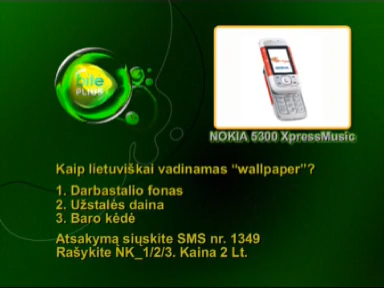 bite
PLIUS
NOKIA 5300 XpressMusic
Kaip lietuviškai vadinamas “wallpaper”?
1. Darbastalio fonas
2. Užstalės daina
3. Baro kėdė
Atsakymą siųskite SMS nr. 1349
Rašykite NK_1/2/3. Kaina 2 Lt.